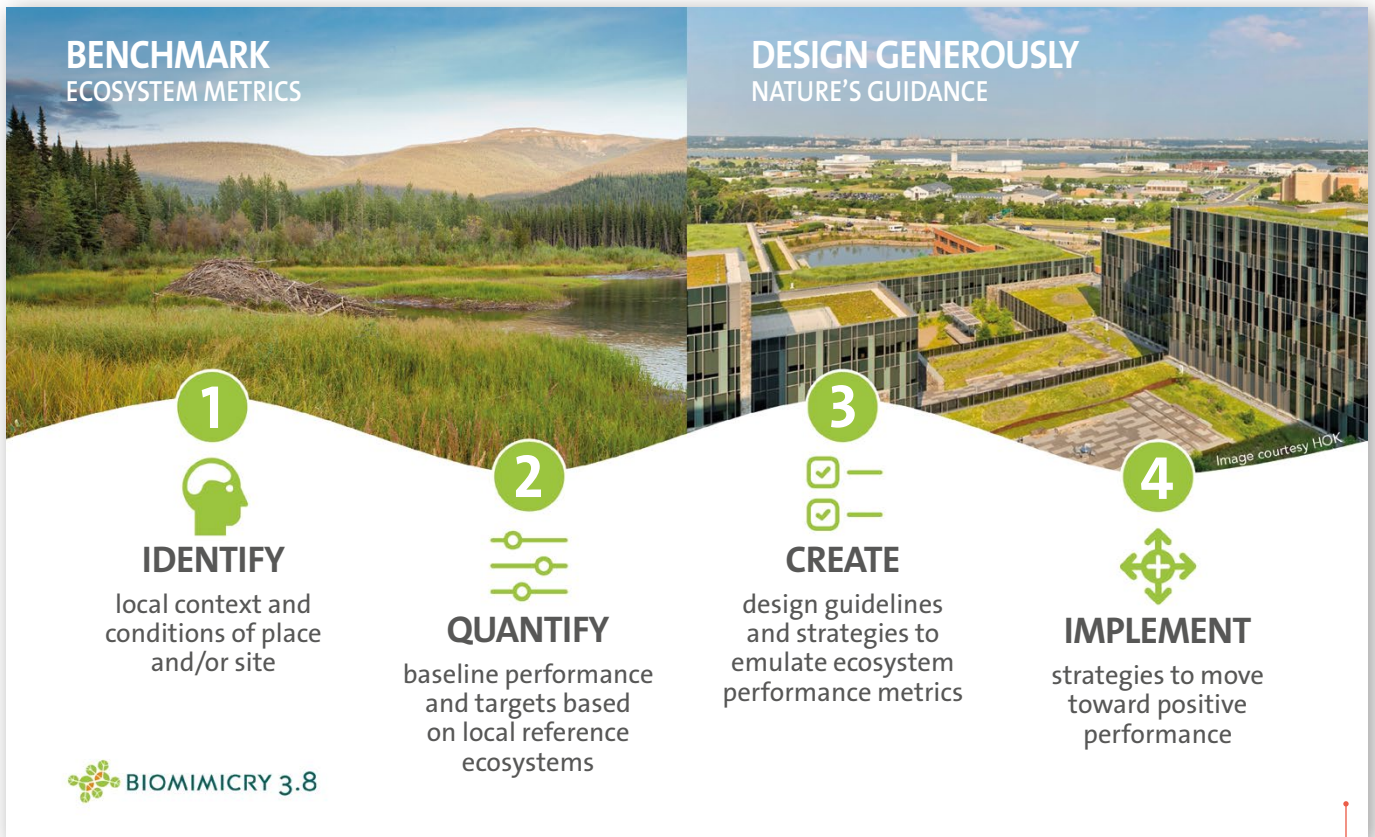 BENCHMARK
ECOSYSTEM METRICS
DESIGN GENEROUSLY
NATURE'S GUIDANCE
Image courtesy HOK
1
IDENTIFY
local context and
conditions of place
and/or site
2
QUANTIFY
baseline performance
and targets based
on local reference
ecosystems
3
CREATE
design guidelines
and strategies to
emulate ecosystem
performance metrics
4
IMPLEMENT
strategies to move
toward positive
performance
BIOMIMICRY 3.8